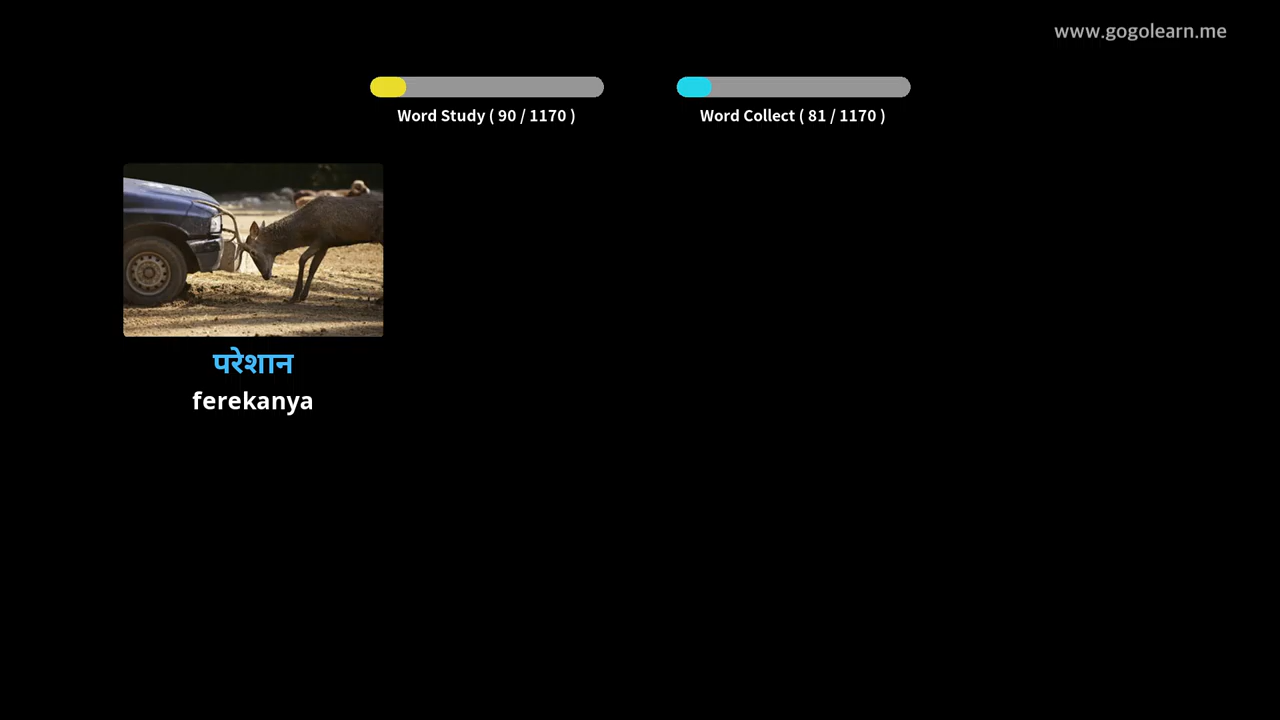 www.gogolearn.me
Word Study ( 90 / 1170 )
Word Collect ( 81 / 1170 )
परेशान
ferekanya